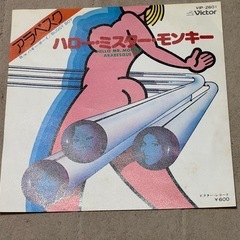 アラベスク
VIP-2601
Victor
ハロー・ミスター・モンキー
HELLO MR. MONKEY
ARABESQUE
ビクターレコード
¥600